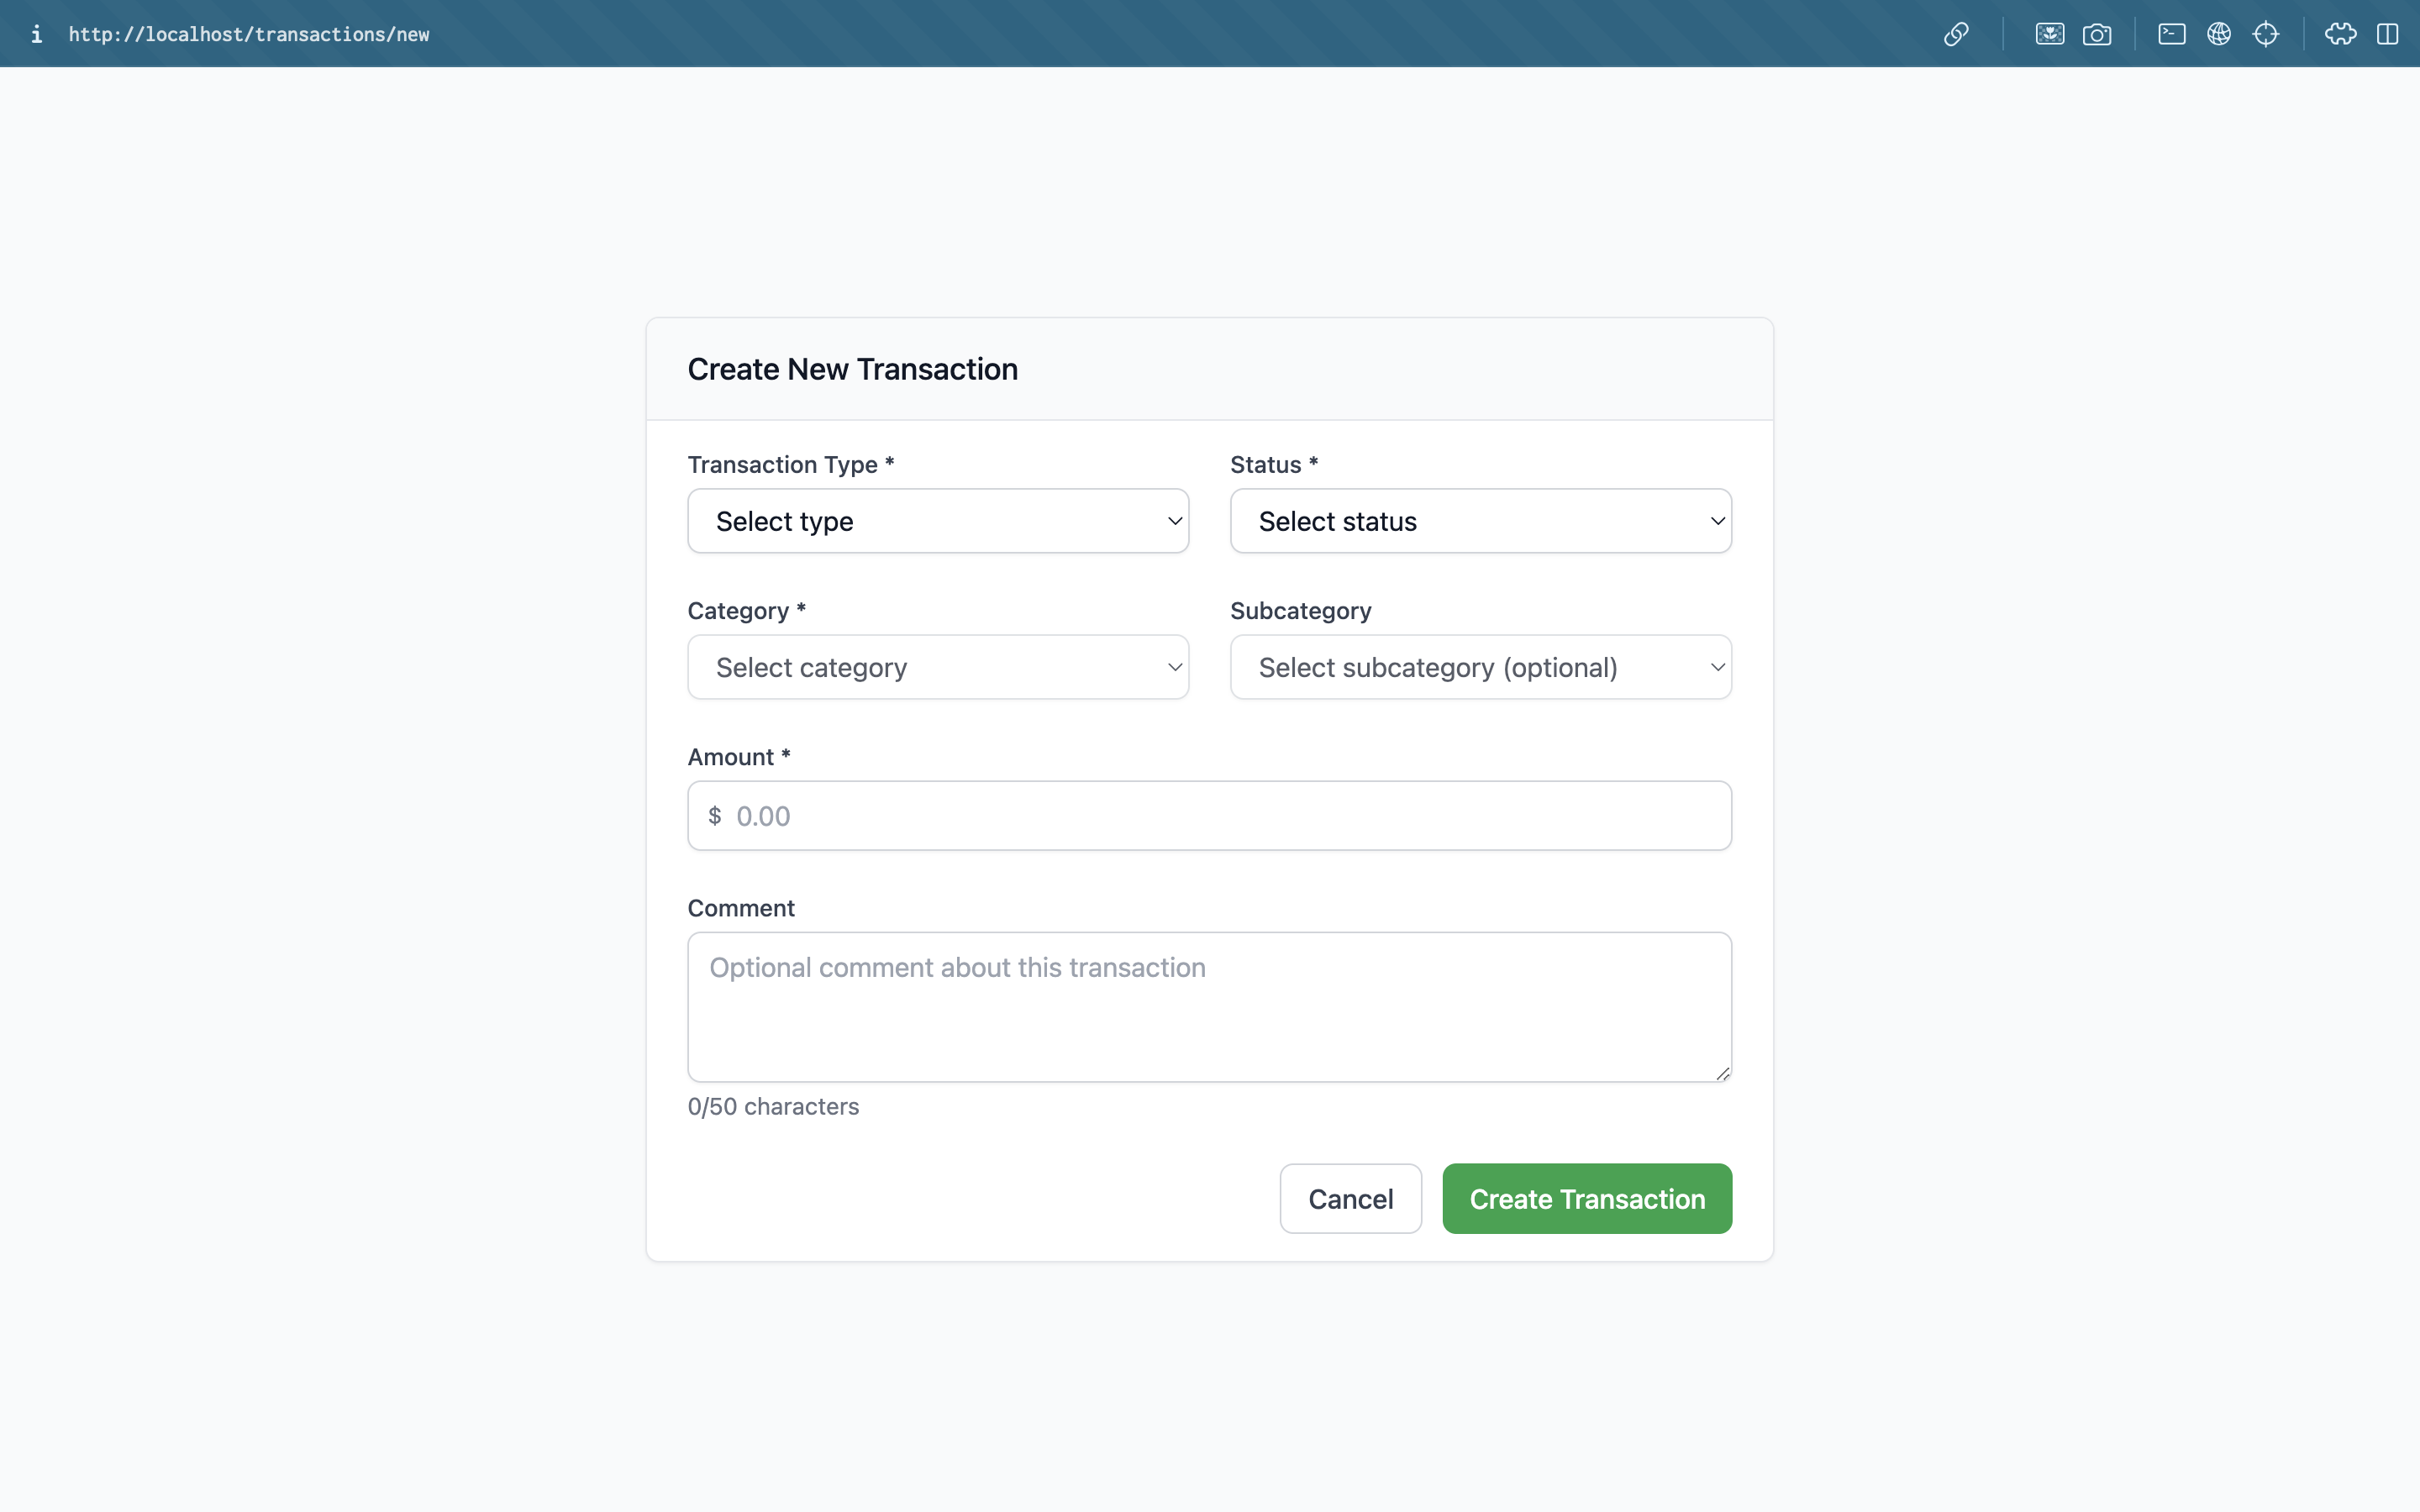 i http://localhost/transactions/new
Create New Transaction
Transaction Type * Status *
Select type Select status
Category * Subcategory
Select category Select subcategory (optional)
Amount *
$ 0.00
Comment
Optional comment about this transaction
0/50 characters
Cancel Create Transaction